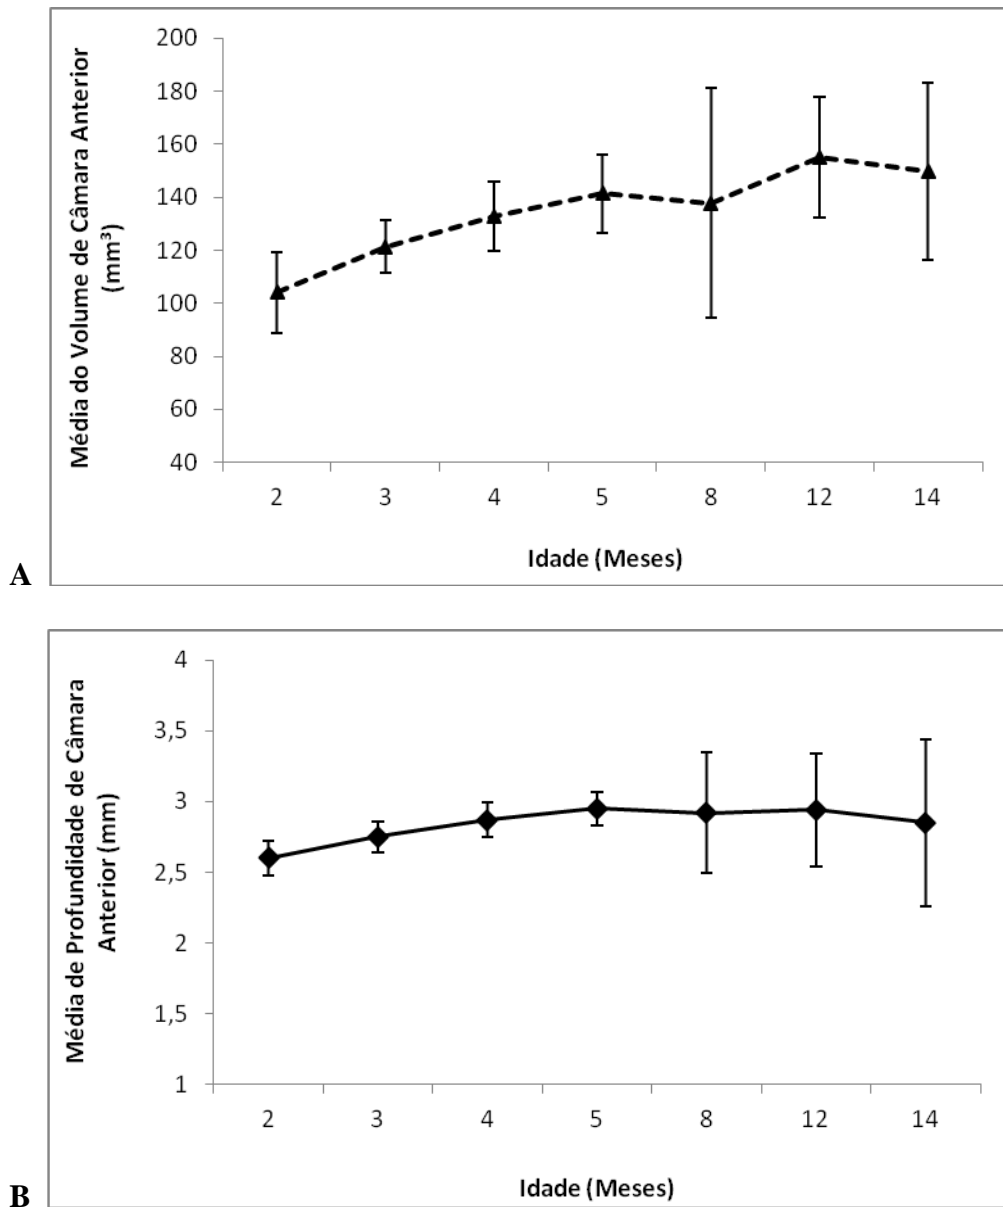 Média do Volume de Câmara Anterior
(mm³)
200
180
160
140
120
100
80
60
40
2 3 4 5 8 12 14
Idade (Meses)
A
Média de Profundidade de Câmara
Anterior (mm)
4
3,5
3
2,5
2
1,5
1
2 3 4 5 8 12 14
Idade (Meses)
B